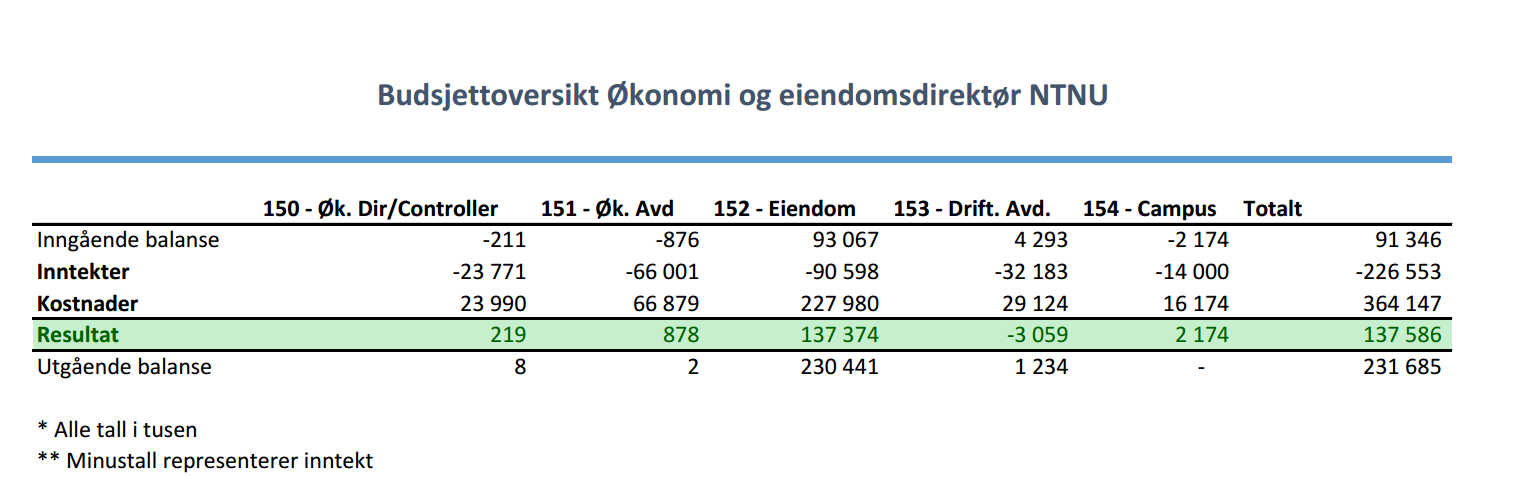 Budsjettoversikt Økonomi og eiendomsdirektør NTNU
150 - Øk. Dir/Controller 151 - Øk. Avd 152 - Eiendom 153 - Drift. Avd. 154 - Campus Totalt
Inngående balanse -211 -876 93 067 4 293 -2 174 91 346
Inntekter -23 771 -66 001 -90 598 -32 183 -14 000 -226 553
Kostnader 23 990 66 879 227 980 29 124 16 174 364 147
Resultat 219 878 137 374 -3 059 2 174 137 586
Utgående balanse 8 2 230 441 1 234 - 231 685
* Alle tall i tusen
** Minustall representerer inntekt